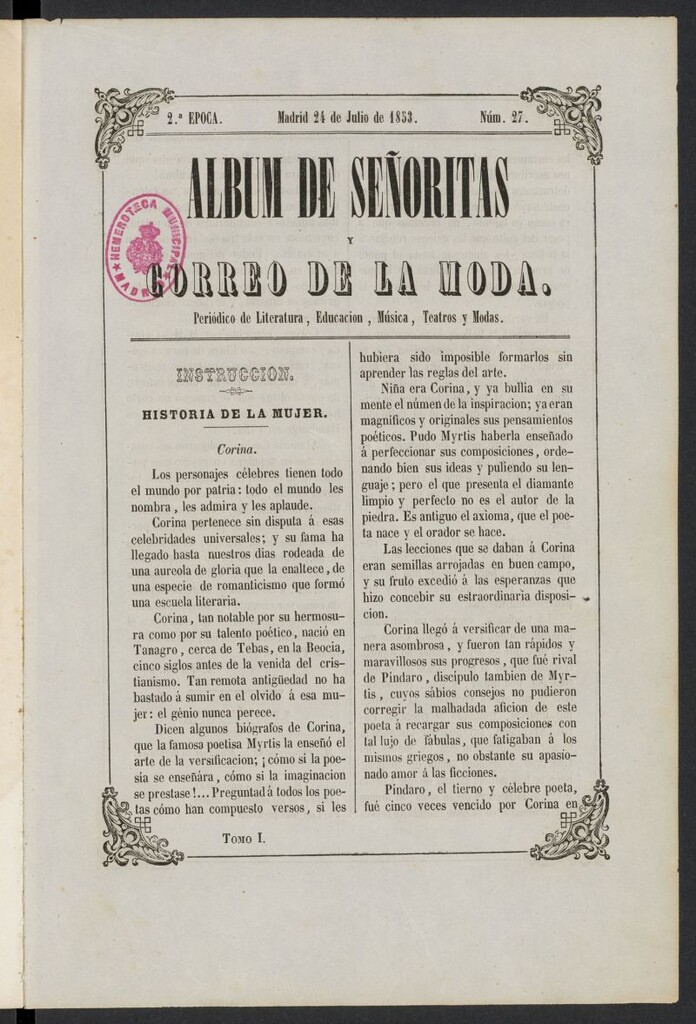 2.ª EPOCA. Madrid 24 de Julio de 1853. Núm. 27.
ALBUM DE SEÑORITAS
Y
CORREO DE LA MODA.
HEMEROTECA MUNICIPAL
★ MADRID ★
Periódico de Literatura, Educacion, Música, Teatros y Modas.
INSTRUCCION.
HISTORIA DE LA MUJER.
Corina.
Los personajes célebres tienen todo
el mundo por patria: todo el mundo les
nombra, les admira y les aplaude.
Corina pertenece sin disputa á esas
celebridades universales; y su fama ha
llegado hasta nuestros dias rodeada de
una aureola de gloria que la enaltece, de
una especie de romanticismo que formó
una escuela literaria.
Corina, tan notable por su hermosu-
ra como por su talento poético, nació en
Tanagro, cerca de Tebas, en la Beocia,
cinco siglos antes de la venida del cris-
tianismo. Tan remota antigüedad no ha
bastado á sumir en el olvido á esa mu-
jer: el génio nunca perece.
Dicen algunos biógrafos de Corina,
que la famosa poetisa Myrtis la enseñó el
arte de la versificacion; ¡cómo si la poe-
sía se enseñára, cómo si la imaginacion
se prestase!... Preguntad á todos los poe-
tas cómo han compuesto versos, si les
hubiera sido imposible formarlos sin
aprender las reglas del arte.
Niña era Corina, y ya bullia en su
mente el númen de la inspiracion; ya eran
magníficos y originales sus pensamientos
poéticos. Pudo Myrtis haberla enseñado
á perfeccionar sus composiciones, orde-
nando bien sus ideas y puliendo su len-
guaje; pero el que presenta el diamante
limpio y perfecto no es el autor de la
piedra. Es antiguo el axioma, que el poe-
ta nace y el orador se hace.
Las lecciones que se daban á Corina
eran semillas arrojadas en buen campo,
y su fruto excedió á las esperanzas que
hizo concebir su estraordinaria disposi-
cion.
Corina llegó á versificar de una ma-
nera asombrosa, y fueron tan rápidos y
maravillosos sus progresos, que fué rival
de Píndaro, discípulo tambien de Myr-
tis, cuyos sábios consejos no pudieron
corregir la malhadada aficion de este
poeta á recargar sus composiciones con
tal lujo de fábulas, que fatigaban á los
mismos griegos, no obstante su apasio-
nado amor á las ficciones.
Píndaro, el tierno y célebre poeta,
fué cinco veces vencido por Corina en
TOMO I.